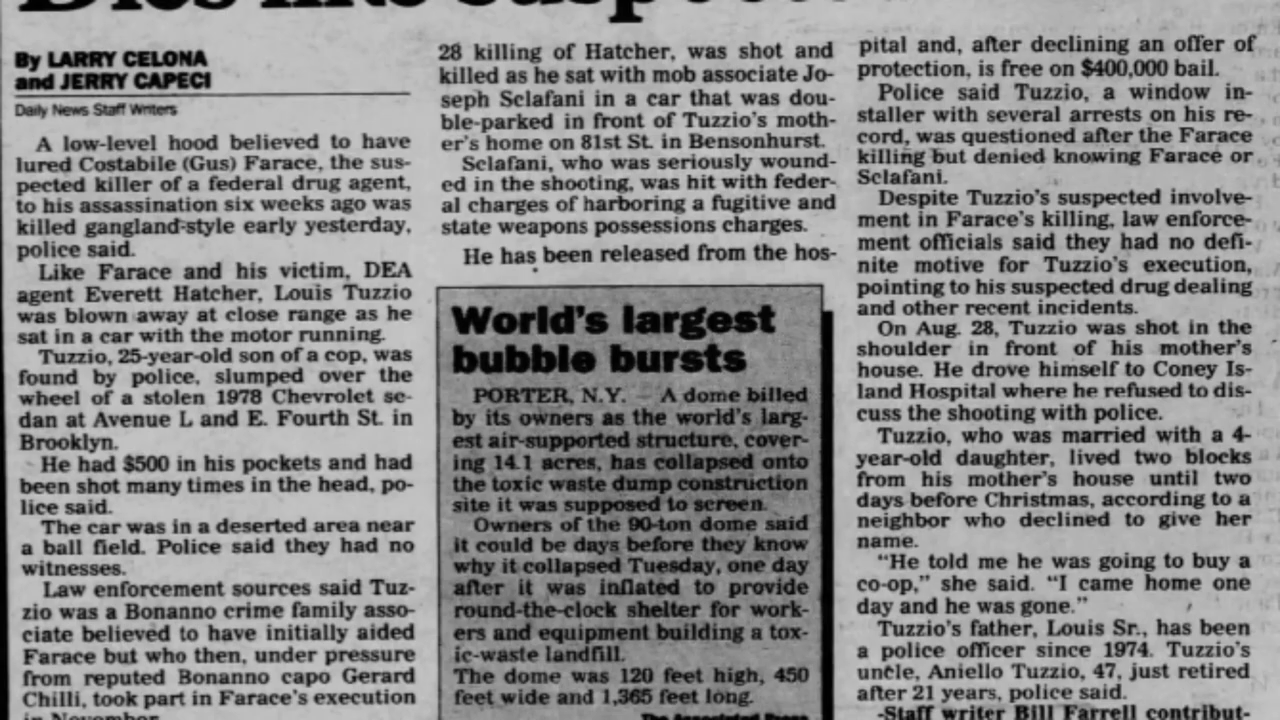 By LARRY CELONA
and JERRY CAPECI
Daily News Staff Writers
A low-level hood believed to have
lured Costabile (Gus) Farace, the sus-
pected killer of a federal drug agent,
to his assassination six weeks ago was
killed gangland-style early yesterday,
police said.
Like Farace and his victim, DEA
agent Everett Hatcher, Louis Tuzzio
was blown away at close range as he
sat in a car with the motor running.
Tuzzio, 25-year-old son of a cop, was
found by police, slumped over the
wheel of a stolen 1978 Chevrolet se-
dan at Avenue L and E. Fourth St. in
Brooklyn.
He had $500 in his pockets and had
been shot many times in the head, po-
lice said.
The car was in a deserted area near
a ball field. Police said they had no
witnesses.
Law enforcement sources said Tuz-
zio was a Bonanno crime family asso-
ciate believed to have initially aided
Farace but who then, under pressure
from reputed Bonanno capo Gerard
Chilli, took part in Farace's execution
in November.
28 killing of Hatcher, was shot and
killed as he sat with mob associate Jo-
seph Sclafani in a car that was dou-
ble-parked in front of Tuzzio's moth-
er's home on 81st St. in Bensonhurst.
Sclafani, who was seriously wound-
ed in the shooting, was hit with feder-
al charges of harboring a fugitive and
state weapons possessions charges.
He has been released from the hos-
World's largest
bubble bursts
PORTER, N.Y. — A dome billed
by its owners as the world's larg-
est air-supported structure, cover-
ing 14.1 acres, has collapsed onto
the toxic waste dump construction
site it was supposed to screen.
Owners of the 90-ton dome said
it could be days before they know
why it collapsed Tuesday, one day
after it was inflated to provide
round-the-clock shelter for work-
ers and equipment building a tox-
ic-waste landfill.
The dome was 120 feet high, 450
feet wide and 1,365 feet long.
The Associated Press
pital and, after declining an offer of
protection, is free on $400,000 bail.
Police said Tuzzio, a window in-
staller with several arrests on his re-
cord, was questioned after the Farace
killing but denied knowing Farace or
Sclafani.
Despite Tuzzio's suspected involve-
ment in Farace's killing, law enforce-
ment officials said they had no defi-
nite motive for Tuzzio's execution,
pointing to his suspected drug dealing
and other recent incidents.
On Aug. 28, Tuzzio was shot in the
shoulder in front of his mother's
house. He drove himself to Coney Is-
land Hospital where he refused to dis-
cuss the shooting with police.
Tuzzio, who was married with a 4-
year-old daughter, lived two blocks
from his mother's house until two
days before Christmas, according to a
neighbor who declined to give her
name.
"He told me he was going to buy a
co-op," she said. "I came home one
day and he was gone."
Tuzzio's father, Louis Sr., has been
a police officer since 1974. Tuzzio's
uncle, Aniello Tuzzio, 47, just retired
after 21 years, police said.
-Staff writer Bill Farrell contribut-